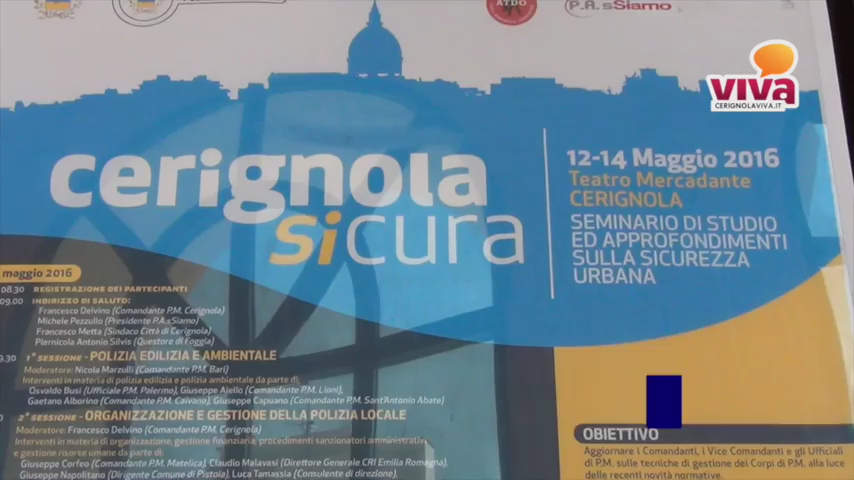 ATDO
P.A. sSiamo
VIVA
CERIGNOLAVIVA.IT
cerignola
sicura
12-14 Maggio 2016
Teatro Mercadante
CERIGNOLA
SEMINARIO DI STUDIO
ED APPROFONDIMENTI
SULLA SICUREZZA
URBANA
maggio 2016
08.30 REGISTRAZIONE DEI PARTECIPANTI
09.00 INDIRIZZO DI SALUTO:
Francesco Delvino (Comandante P.M. Cerignola)
Michele Pezzullo (Presidente P.A.sSiamo)
Francesco Metta (Sindaco Città di Cerignola)
Piernicola Antonio Silvis (Questore di Foggia)
9.30 1ª SESSIONE - POLIZIA EDILIZIA E AMBIENTALE
Moderatore: Nicola Marzulli (Comandante P.M. Bari)
Interventi in materia di polizia edilizia e polizia ambientale da parte di:
Osvaldo Busi (Ufficiale P.M. Palermo), Giuseppe Aiello (Comandante P.M. Lioni),
Gaetano Alborino (Comandante P.M. Caivano), Giuseppe Capuano (Comandante P.M. Sant'Antonio Abate)
2ª SESSIONE - ORGANIZZAZIONE E GESTIONE DELLA POLIZIA LOCALE
Moderatore: Francesco Delvino (Comandante P.M. Cerignola)
Interventi in materia di organizzazione, gestione finanziaria, procedimenti sanzionatori amministrativi
e gestione risorse umane da parte di:
Giuseppe Corfeo (Comandante P.M. Matelica), Claudio Malavasi (Direttore Generale CRI Emilia Romagna),
Giuseppe Napolitano (Dirigente Comune di Pistoia), Luca Tamassia (Consulente di direzione),
OBIETTIVO
Aggiornare i Comandanti, i Vice Comandanti e gli Ufficiali
di P.M. sulle tecniche di gestione dei Corpi di P.M. alla luce
delle recenti novità normative.